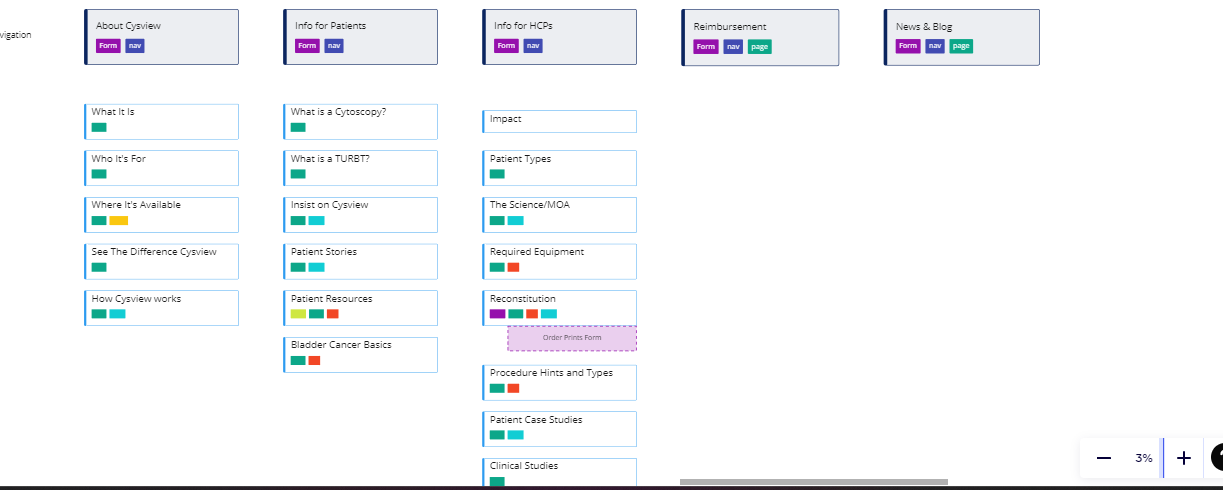 vigation
About Cysview
Form nav
Info for Patients
Form nav
Info for HCPs
Form nav
Reimbursement
Form nav page
News & Blog
Form nav page
What It Is
Who It's For
Where It's Available
See The Difference Cysview
How Cysview works
What is a Cytoscopy?
What is a TURBT?
Insist on Cysview
Patient Stories
Patient Resources
Bladder Cancer Basics
Impact
Patient Types
The Science/MOA
Required Equipment
Reconstitution
Order Prints Form
Procedure Hints and Types
Patient Case Studies
Clinical Studies
3%